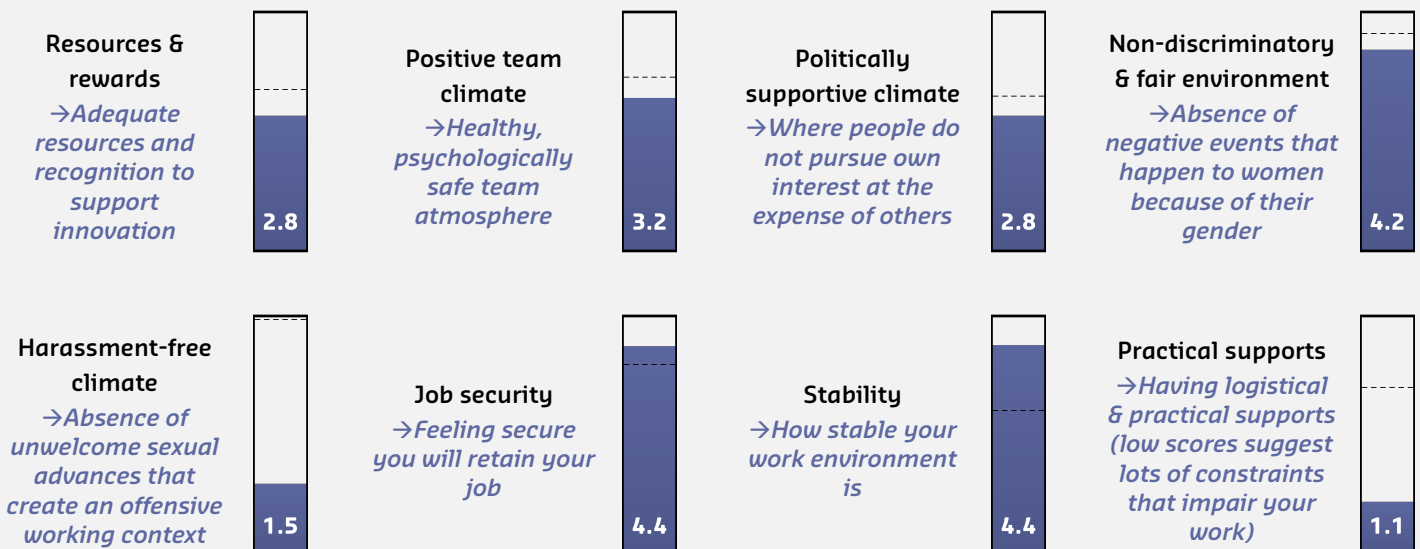 Resources &
rewards
→Adequate
resources and
recognition to
support
innovation
2.8
Positive team
climate
→Healthy,
psychologically
safe team
atmosphere
3.2
Politically
supportive climate
→Where people do
not pursue own
interest at the
expense of others
2.8
Non-discriminatory
& fair environment
→Absence of
negative events that
happen to women
because of their
gender
4.2
Harassment-free
climate
→Absence of
unwelcome sexual
advances that
create an offensive
working context
1.5
Job security
→Feeling secure
you will retain your
job
4.4
Stability
→How stable your
work environment
is
4.4
Practical supports
→Having logistical
& practical supports
(low scores suggest
lots of constraints
that impair your
work)
1.1